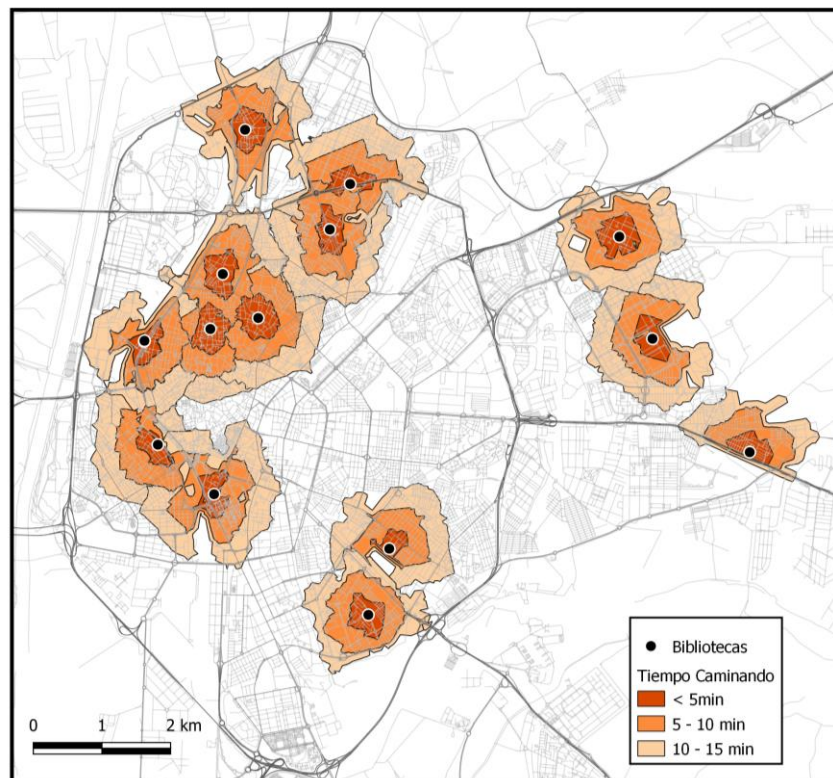 Bibliotecas
Tiempo Caminando
< 5min
5 - 10 min
10 - 15 min
0 1 2 km